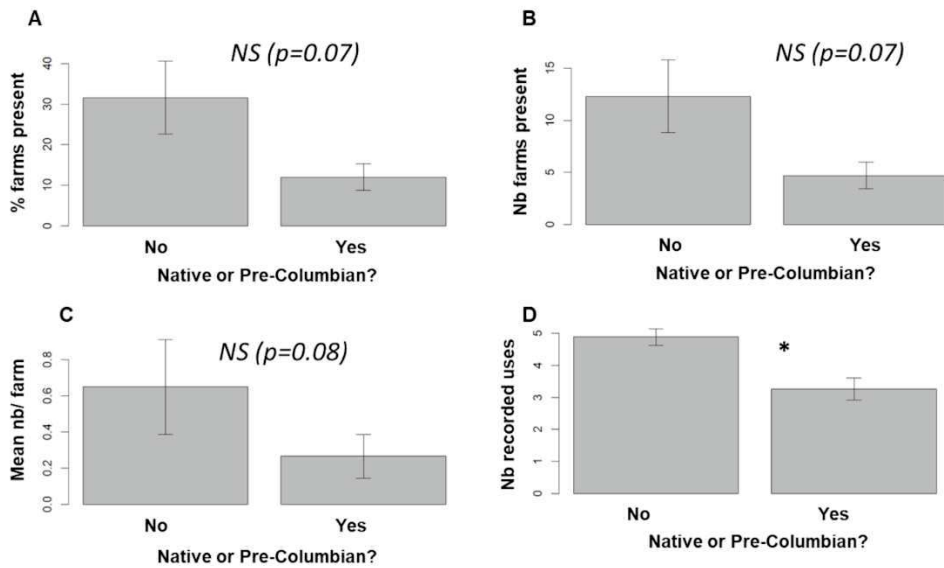 A
NS (p=0.07)
% farms present
40
30
20
10
0
No Yes
Native or Pre-Columbian?
B
NS (p=0.07)
Nb farms present
15
10
5
0
No Yes
Native or Pre-Columbian?
C
NS (p=0.08)
Mean nb/ farm
0.8
0.6
0.4
0.2
0.0
No Yes
Native or Pre-Columbian?
D
*
Nb recorded uses
5
4
3
2
1
0
No Yes
Native or Pre-Columbian?